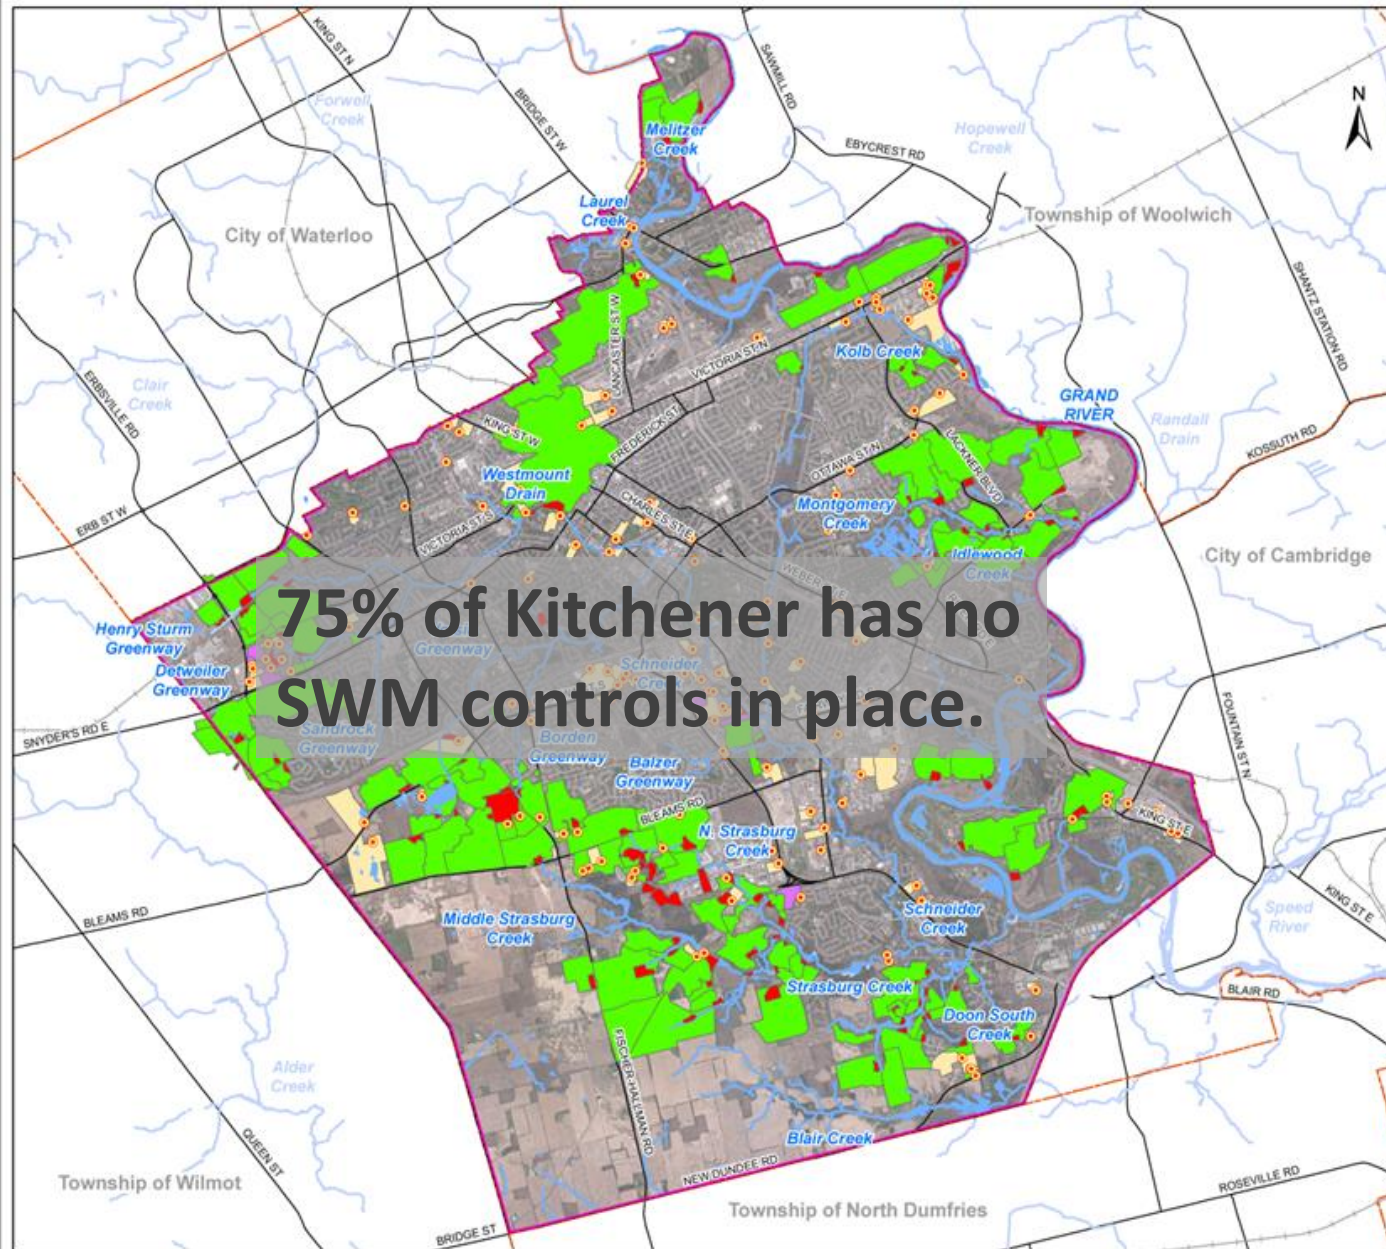 KING ST N
SAWMILL RD
N
Forwell
Creek
BRIDGE ST W
Melitzer
Creek
Hopewell
Creek
EBYCREST RD
Laurel
Creek
City of Waterloo
Township of Woolwich
SHANTZ STATION RD
LANCASTER ST W
VICTORIA ST N
Kolb Creek
ERBSVILLE RD
Clair
Creek
GRAND
RIVER
Randall
Drain
KING ST W
FREDERICK ST
LACKNER BLVD
KOSSUTH RD
OTTAWA ST N
Westmount
Drain
CHARLES ST E
Montgomery
Creek
ERB ST W
VICTORIA ST S
Idlewood
Creek
City of Cambridge
WEBER ST E
75% of Kitchener has no
SWM controls in place.
Henry Sturm
Greenway
Greenway
Detweiler
Greenway
Schneider
Creek
SNYDER'S RD E
Sandrock
Greenway
Borden
Greenway
Balzer
Greenway
FOUNTAIN ST N
BLEAMS RD
N. Strasburg
Creek
KING ST E
BLEAMS RD
Middle Strasburg
Creek
Schneider
Creek
KING ST E
Speed
River
Strasburg Creek
BLAIR RD
Doon South
Creek
FISCHER-HALLMAN RD
Alder
Creek
QUEEN ST
Blair Creek
NEW DUNDEE RD
Township of Wilmot
ROSEVILLE RD
Township of North Dumfries
BRIDGE ST